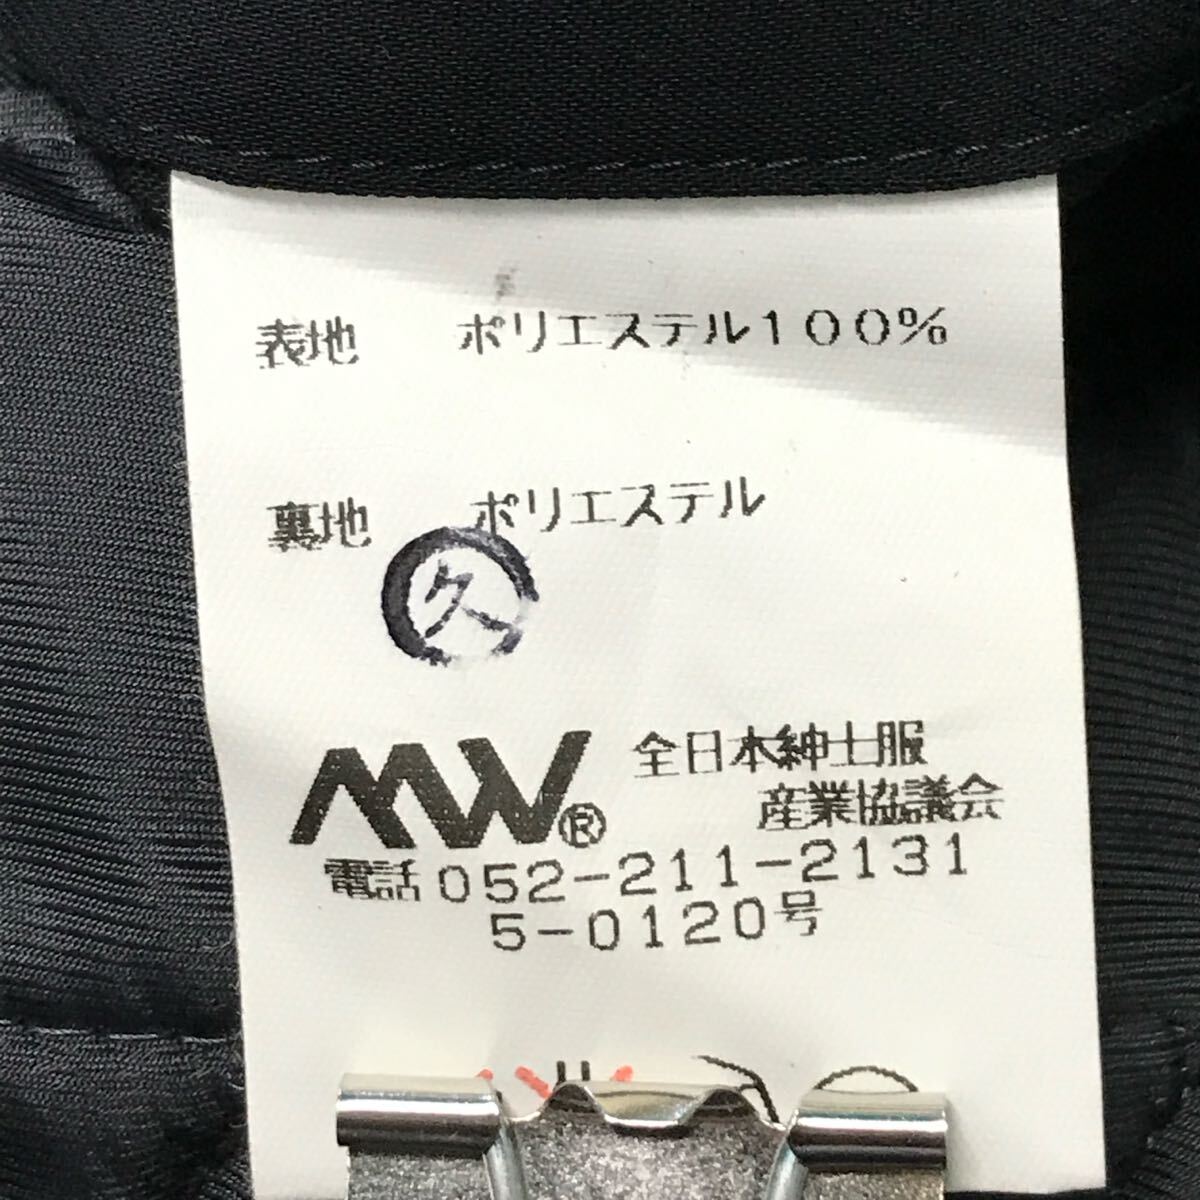 表地 ポリエステル100%
裏地 ポリエステル
久
MW® 全日本紳士服
産業協議会
電話052-211-2131
5-0120号